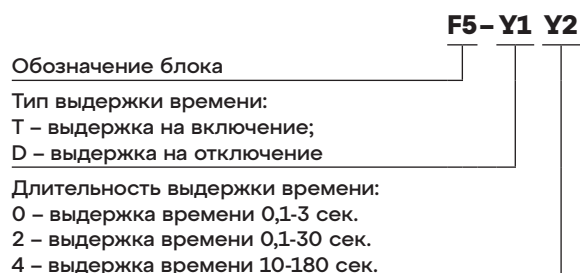 F5 – Y1 Y2
Обозначение блока
Тип выдержки времени:
T – выдержка на включение;
D – выдержка на отключение
Длительность выдержки времени:
0 – выдержка времени 0,1-3 сек.
2 – выдержка времени 0,1-30 сек.
4 – выдержка времени 10-180 сек.